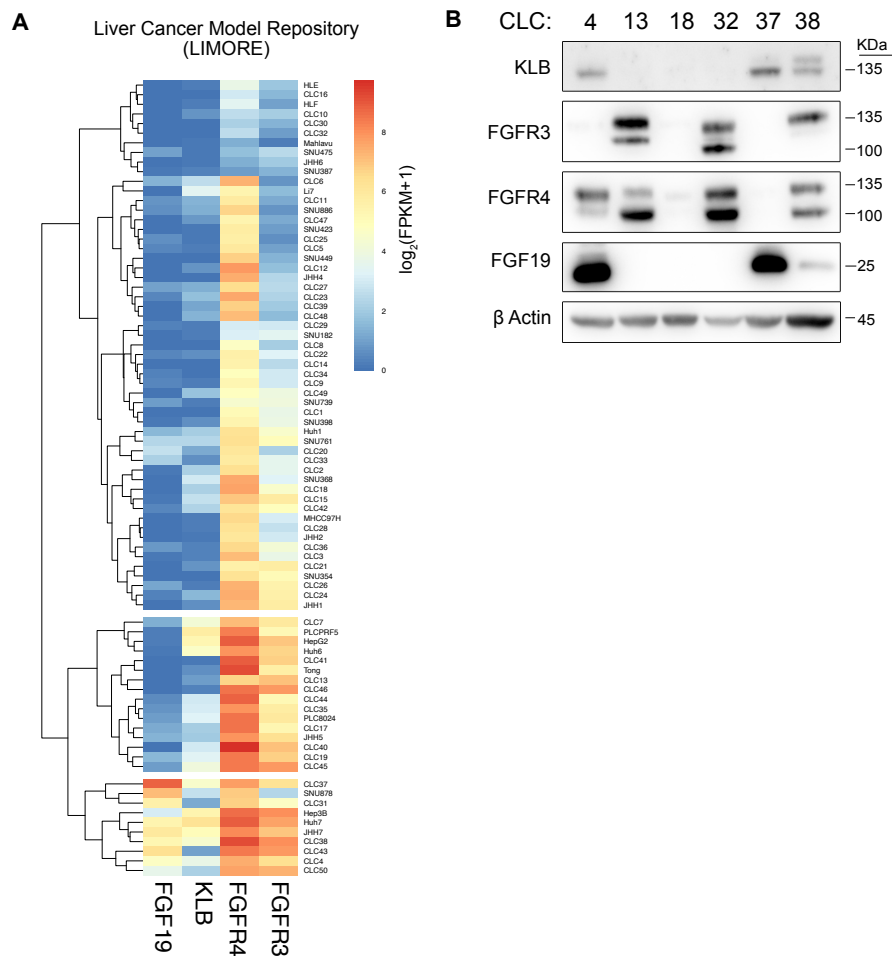 A
Liver Cancer Model Repository
(LIMORE)
HLE
CLC16
HLF
CLC10
CLC30
CLC32
Mahlavu
SNU475
JHH6
SNU387
CLC6
Li7
CLC11
SNU886
CLC47
SNU423
CLC25
CLC5
SNU449
CLC12
JHH4
CLC27
CLC23
CLC39
CLC48
CLC29
SNU182
CLC8
CLC22
CLC14
CLC34
CLC9
CLC49
SNU739
CLC1
SNU398
Huh1
SNU761
CLC20
CLC33
CLC2
SNU368
CLC18
CLC15
CLC42
MHCC97H
CLC28
JHH2
CLC36
CLC3
CLC21
SNU354
CLC26
CLC24
JHH1
CLC7
PLCPRF5
HepG2
Huh6
CLC41
Tong
CLC13
CLC46
CLC44
CLC35
PLC8024
CLC17
JHH5
CLC40
CLC19
CLC45
CLC37
SNU878
CLC31
Hep3B
Huh7
JHH7
CLC38
CLC43
CLC4
CLC50
FGF19 KLB FGFR4 FGFR3
8
6
4
2
0
log2(FPKM+1)
B
CLC: 4 13 18 32 37 38
KDa
KLB –135
FGFR3 –135
–100
FGFR4 –135
–100
FGF19 –25
β Actin –45